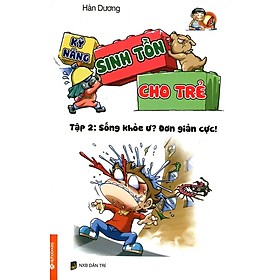 Hàn Dương
KỸ NĂNG
SINH TỒN
CHO TRẺ
Tập 2: Sống khỏe ư? Đơn giản cực!
NXB DÂN TRÍ